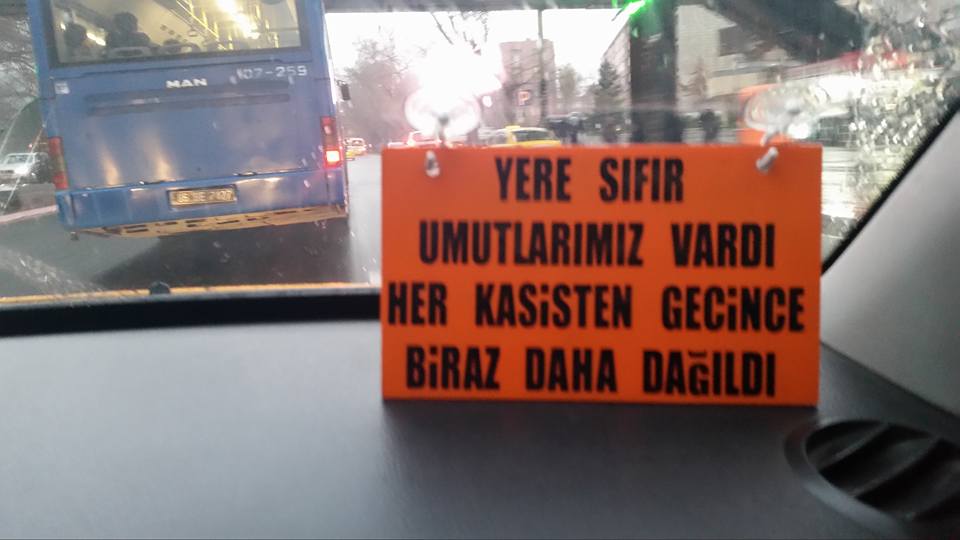 MAN 107-259
YERE SIFIR
UMUTLARIMIZ VARDI
HER KASiSTEN GECiNCE
BiRAZ DAHA DAĞILDI